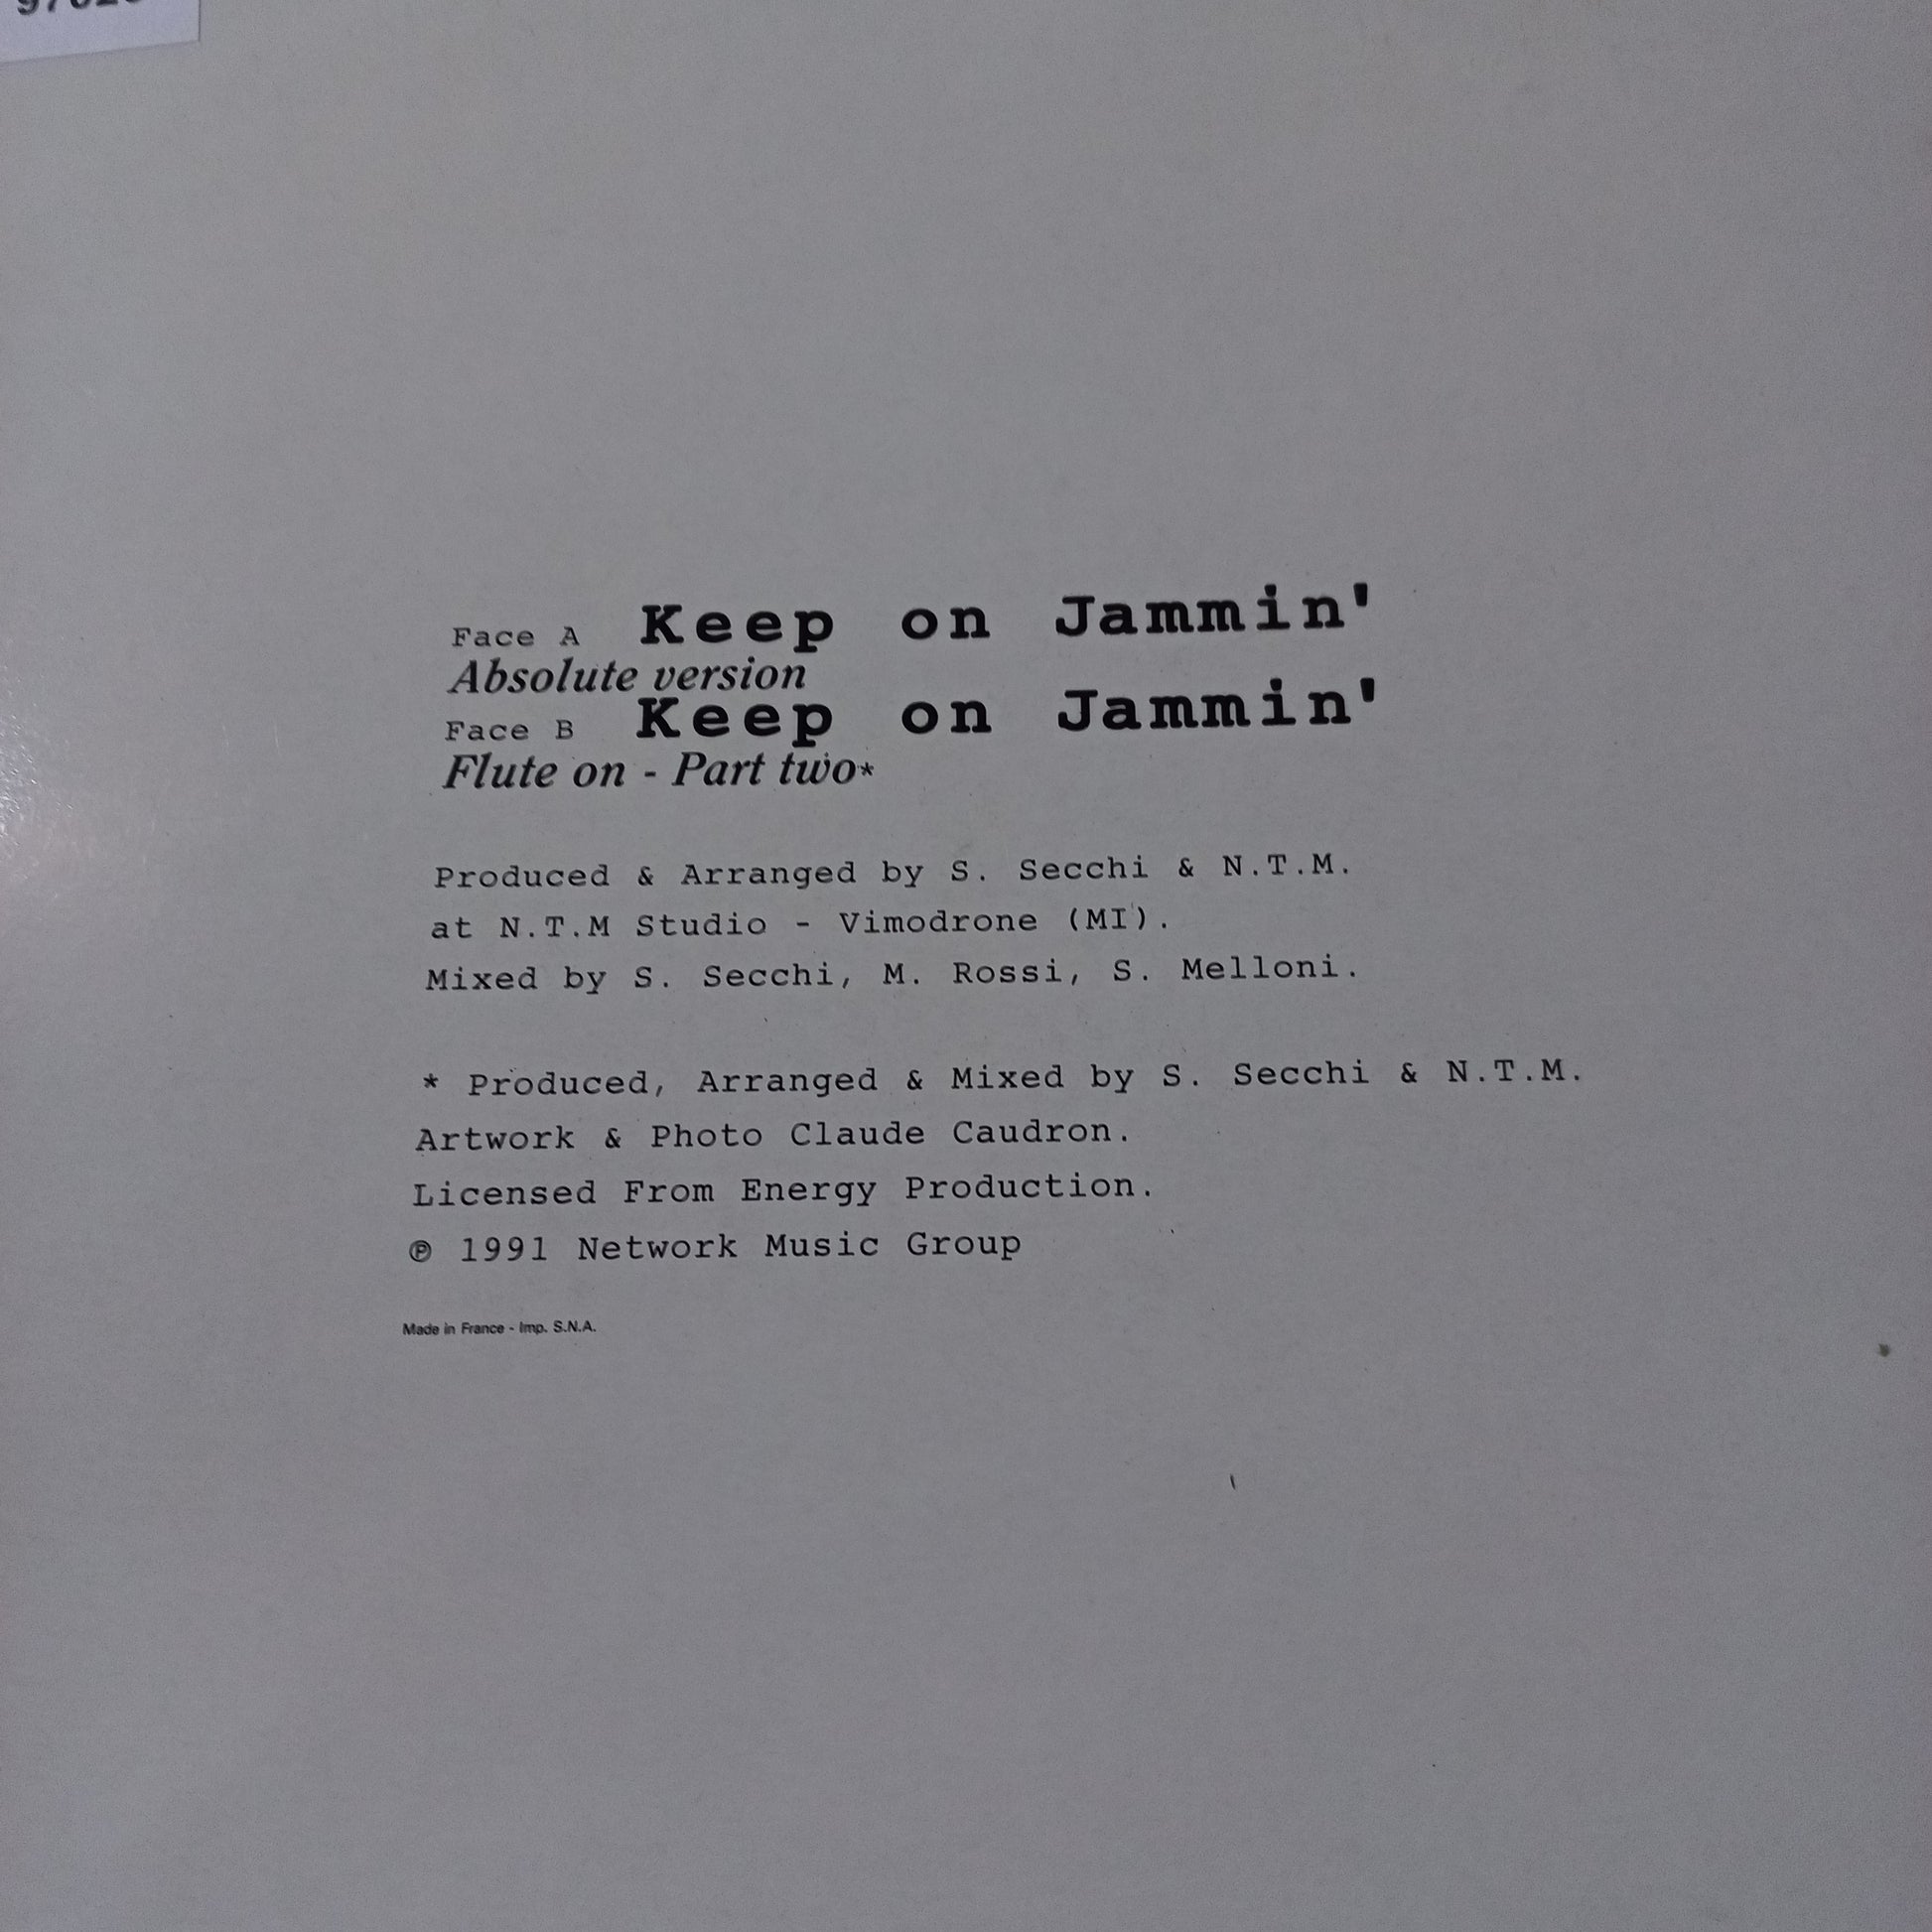 Face A Keep on Jammin'
Absolute version
Face B Keep on Jammin'
Flute on - Part two*
Produced & Arranged by S. Secchi & N.T.M.
at N.T.M Studio - Vimodrone (MI).
Mixed by S. Secchi, M. Rossi, S. Melloni.
* Produced, Arranged & Mixed by S. Secchi & N.T.M.
Artwork & Photo Claude Caudron.
Licensed From Energy Production.
℗ 1991 Network Music Group
Made in France - Imp. S.N.A.